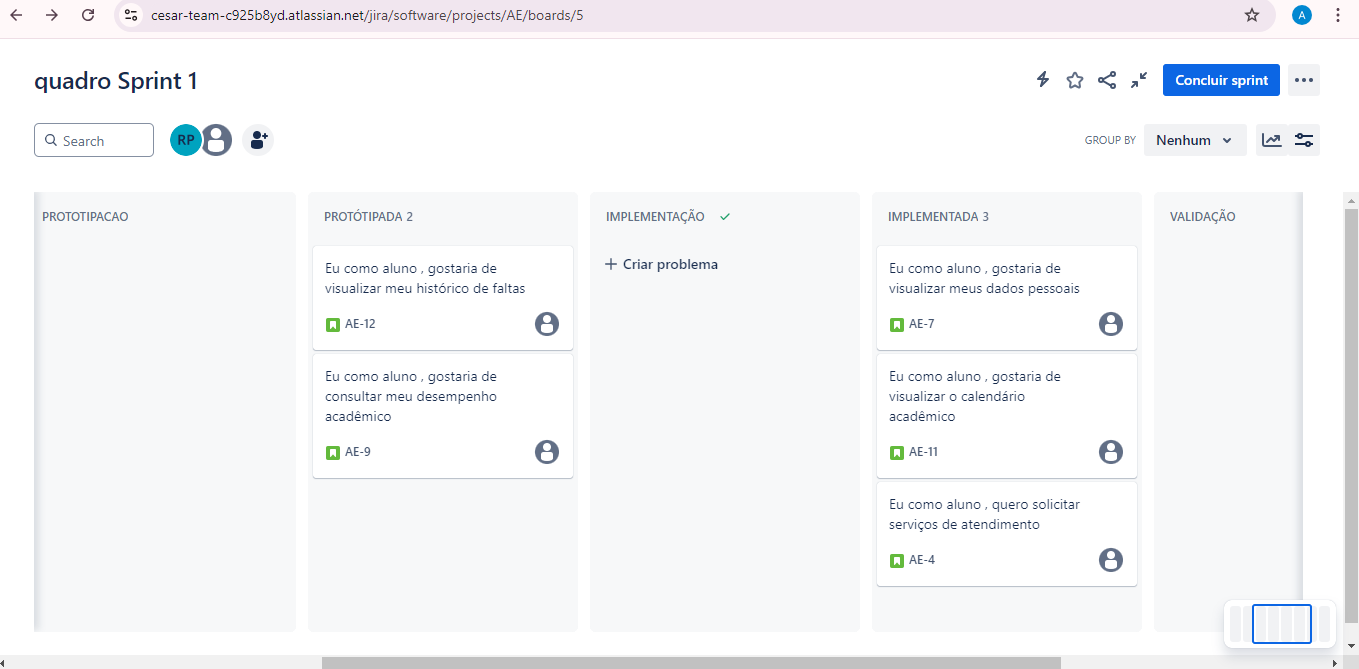 cesar-team-c925b8yd.atlassian.net/jira/software/projects/AE/boards/5
A
quadro Sprint 1
Concluir sprint
Search
RP
GROUP BY
Nenhum
PROTOTIPACAO
PROTÓTIPADA 2
Eu como aluno , gostaria de
visualizar meu histórico de faltas
AE-12
Eu como aluno , gostaria de
consultar meu desempenho
acadêmico
AE-9
IMPLEMENTAÇÃO
Criar problema
IMPLEMENTADA 3
Eu como aluno , gostaria de
visualizar meus dados pessoais
AE-7
Eu como aluno , gostaria de
visualizar o calendário
acadêmico
AE-11
Eu como aluno , quero solicitar
serviços de atendimento
AE-4
VALIDAÇÃO